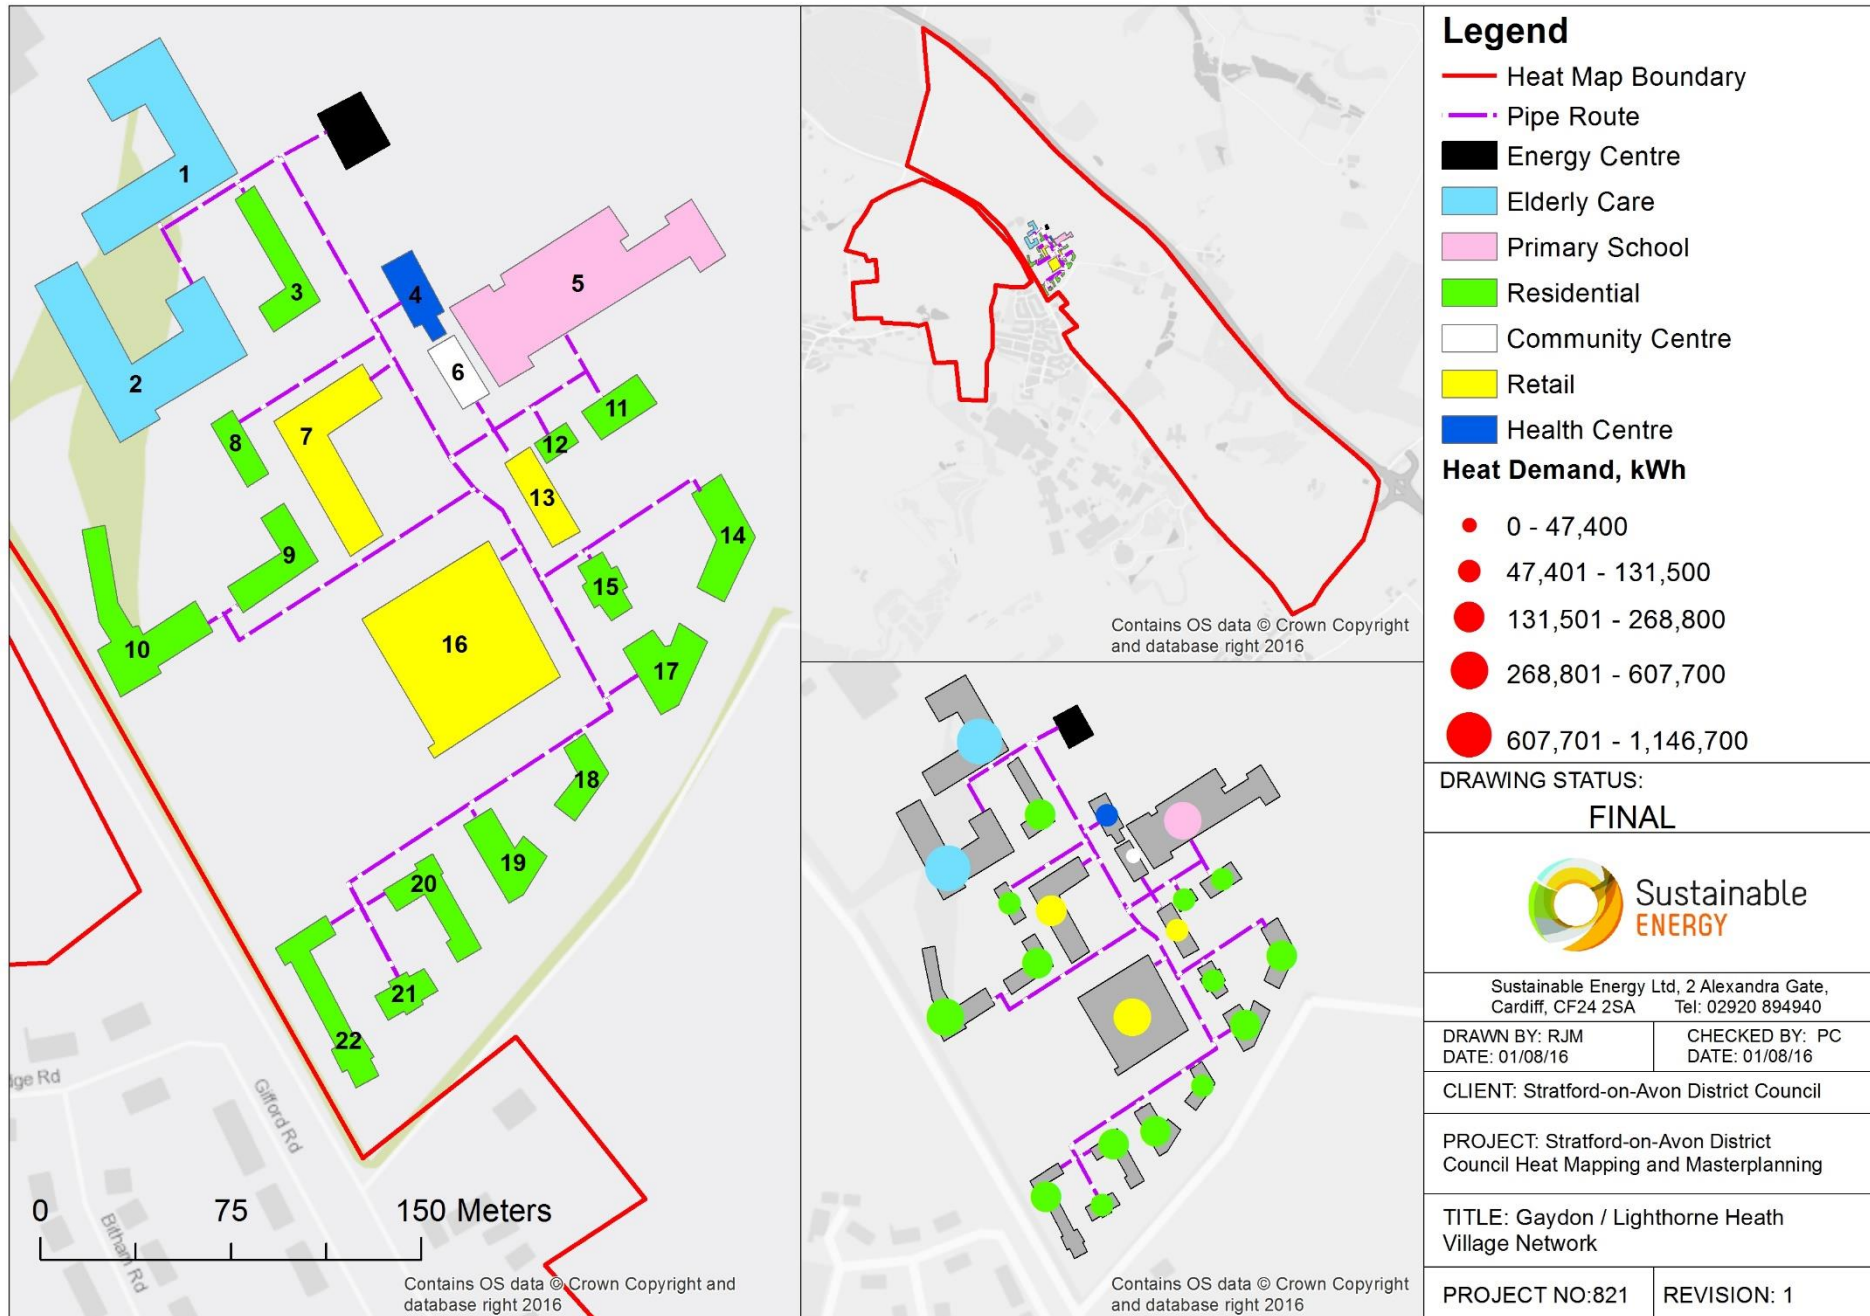 1
2
3
4
5
6
7
8
9
10
11
12
13
14
15
16
17
18
19
20
21
22
Gifford Rd
Bitham Rd
0 75 150 Meters
Contains OS data © Crown Copyright and
database right 2016
Contains OS data © Crown Copyright
and database right 2016
Contains OS data © Crown Copyright
and database right 2016
Legend
Heat Map Boundary
Pipe Route
Energy Centre
Elderly Care
Primary School
Residential
Community Centre
Retail
Health Centre
Heat Demand, kWh
0 - 47,400
47,401 - 131,500
131,501 - 268,800
268,801 - 607,700
607,701 - 1,146,700
DRAWING STATUS:
FINAL
Sustainable
ENERGY
Sustainable Energy Ltd, 2 Alexandra Gate,
Cardiff, CF24 2SA Tel: 02920 894940
DRAWN BY: RJM
DATE: 01/08/16
CHECKED BY: PC
DATE: 01/08/16
CLIENT: Stratford-on-Avon District Council
PROJECT: Stratford-on-Avon District
Council Heat Mapping and Masterplanning
TITLE: Gaydon / Lighthorne Heath
Village Network
PROJECT NO:821
REVISION: 1